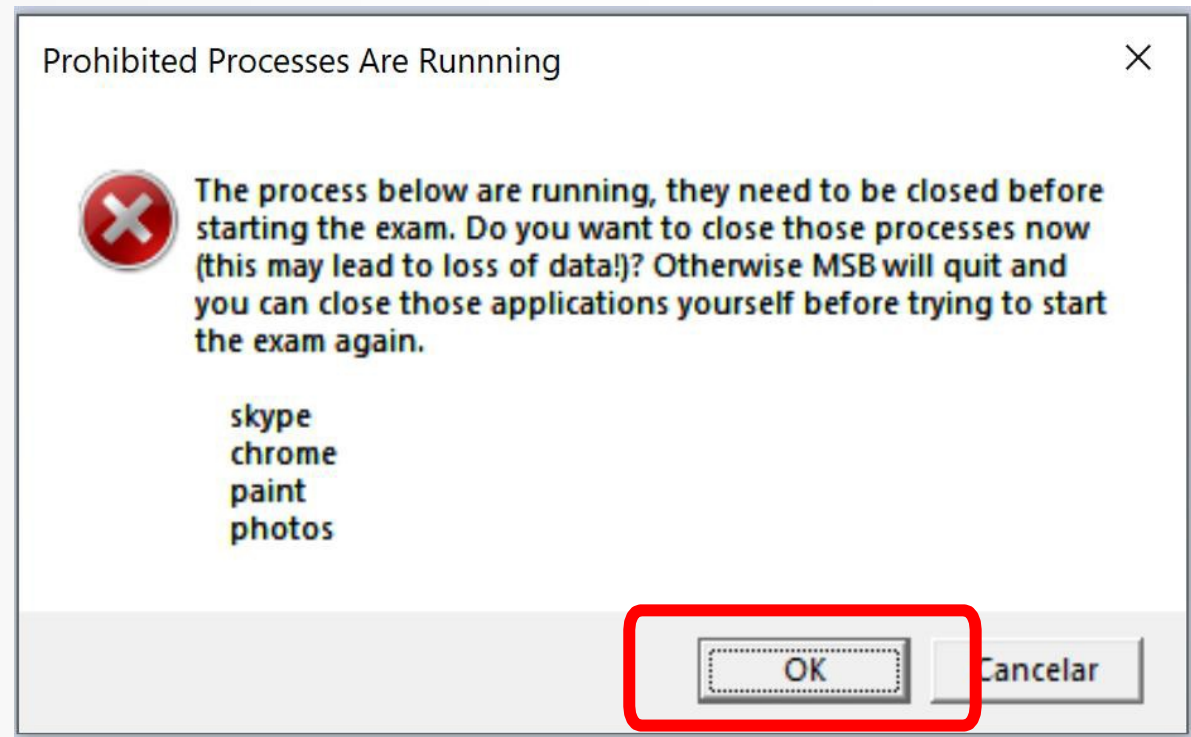 Prohibited Processes Are Runnning
The process below are running, they need to be closed before
starting the exam. Do you want to close those processes now
(this may lead to loss of data!)? Otherwise MSB will quit and
you can close those applications yourself before trying to start
the exam again.
skype
chrome
paint
photos
OK
Cancelar